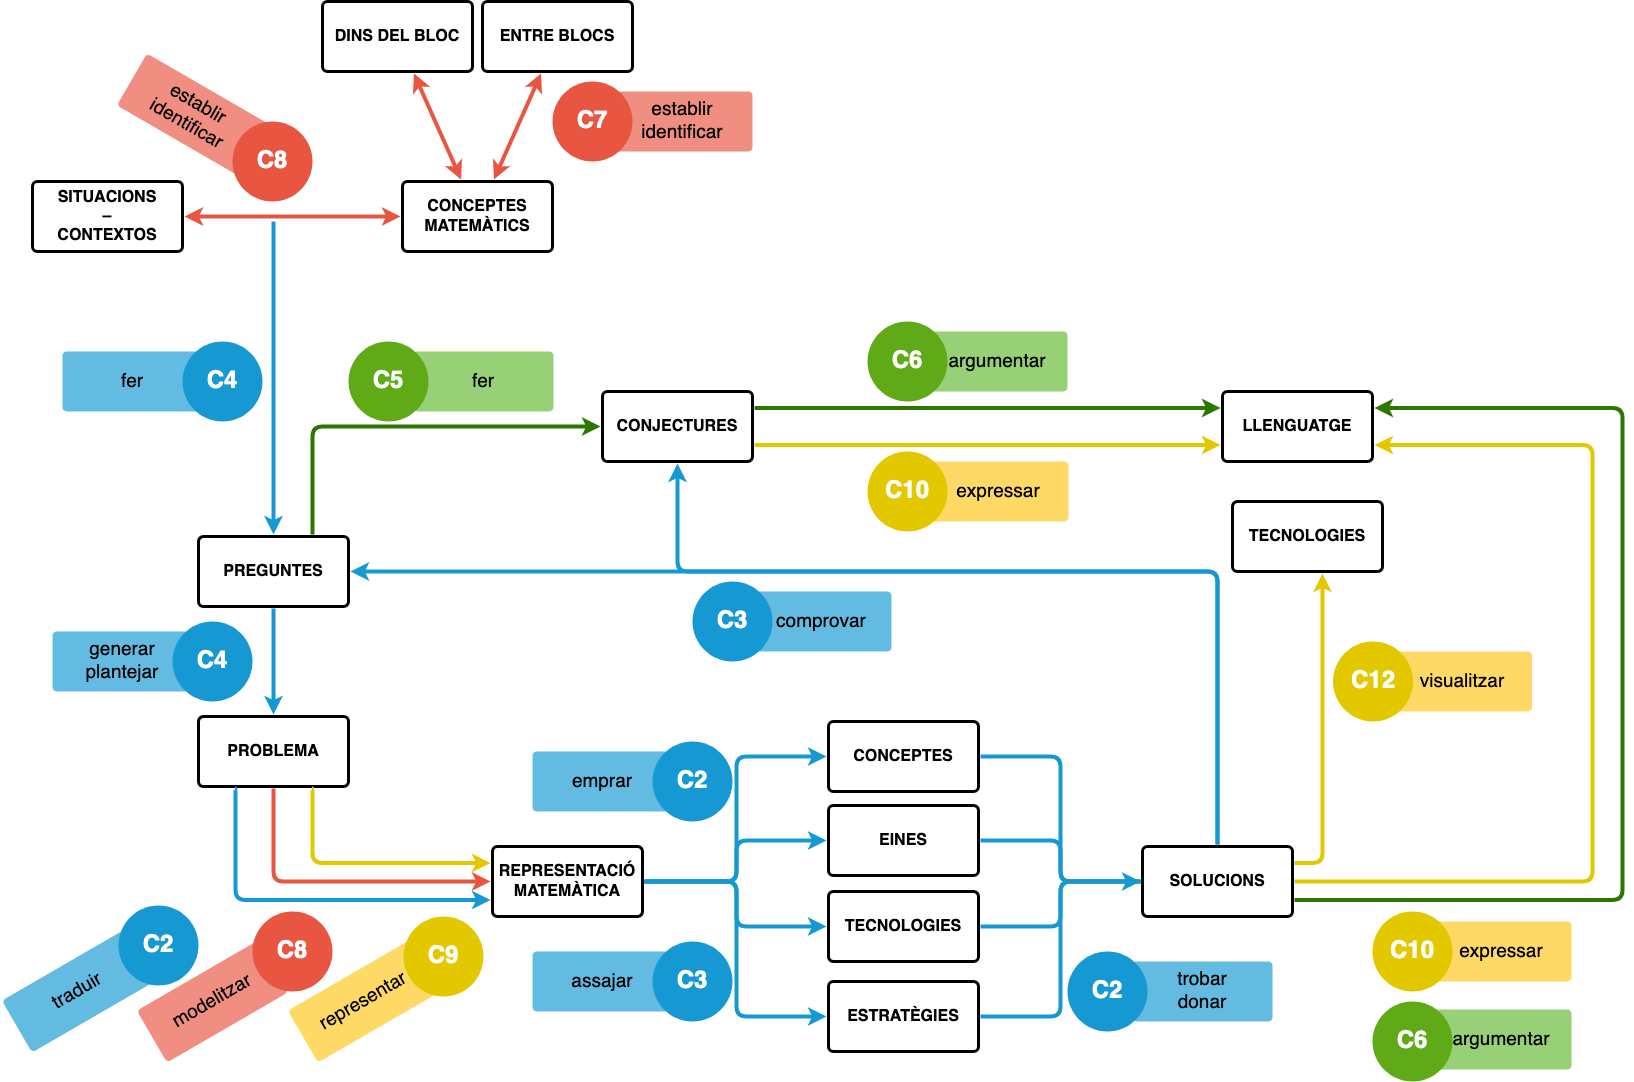 DINS DEL BLOC
ENTRE BLOCS
establir
identificar
C8
C7
establir
identificar
SITUACIONS
–
CONTEXTOS
CONCEPTES
MATEMÀTICS
fer
C4
C5
fer
C6
argumentar
CONJECTURES
LLENGUATGE
C10
expressar
TECNOLOGIES
PREGUNTES
C3
comprovar
generar
plantejar
C4
C12
visualitzar
PROBLEMA
emprar
C2
CONCEPTES
EINES
REPRESENTACIÓ
MATEMÀTICA
SOLUCIONS
TECNOLOGIES
traduir
C2
modelitzar
C8
representar
C9
assajar
C3
ESTRATÈGIES
C2
trobar
donar
C10
expressar
C6
argumentar